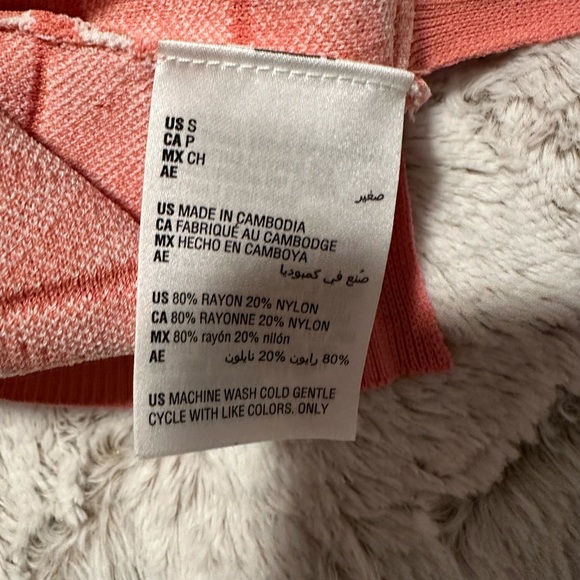 US S
CA P
MX CH
AE
صغير
US MADE IN CAMBODIA
CA FABRIQUÉ AU CAMBODGE
MX HECHO EN CAMBOYA
AE
صُنع في كمبوديا
US 80% RAYON 20% NYLON
CA 80% RAYONNE 20% NYLON
MX 80% rayón 20% nilón
AE 80% رايون 20% نايلون
US MACHINE WASH COLD GENTLE
CYCLE WITH LIKE COLORS. ONLY